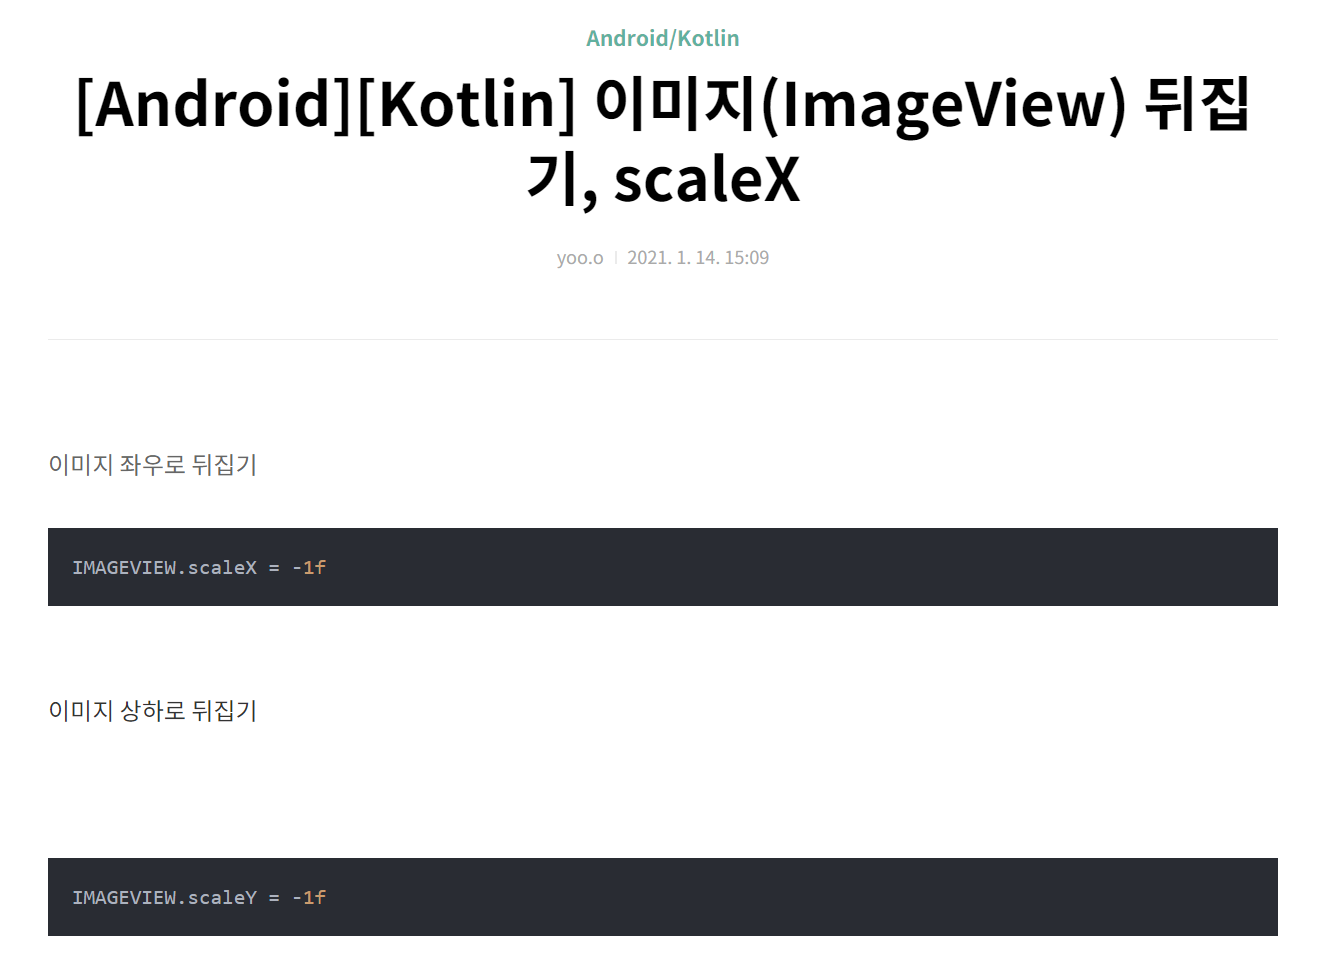 Android/Kotlin
[Android][Kotlin] 이미지(ImageView) 뒤집
기, scaleX
yoo.o 2021. 1. 14. 15:09
이미지 좌우로 뒤집기
IMAGEVIEW.scaleX = -1f
이미지 상하로 뒤집기
IMAGEVIEW.scaleY = -1f